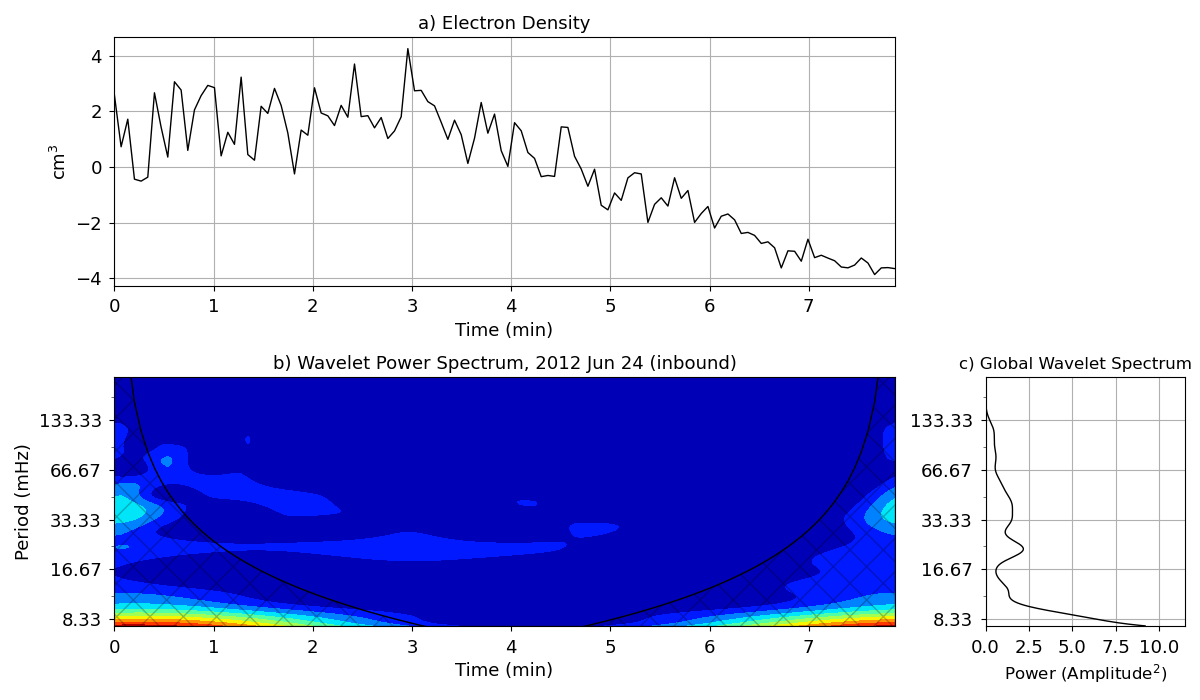 a) Electron Density
cm³
4
2
0
−2
−4
0 1 2 3 4 5 6 7
Time (min)
b) Wavelet Power Spectrum, 2012 Jun 24 (inbound)
Period (mHz)
133.33
66.67
33.33
16.67
8.33
0 1 2 3 4 5 6 7
Time (min)
c) Global Wavelet Spectrum
133.33
66.67
33.33
16.67
8.33
0.0 2.5 5.0 7.5 10.0
Power (Amplitude²)